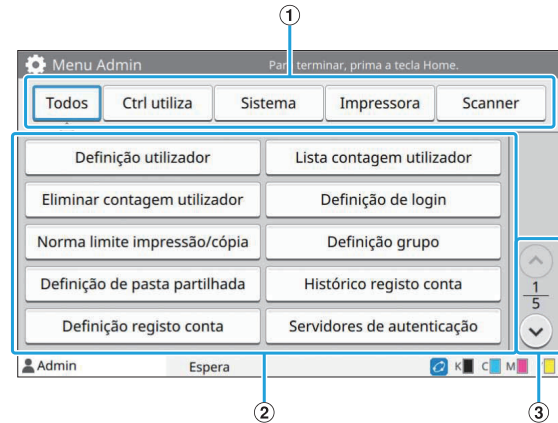 ①
Menu Admin Para terminar, prima a tecla Home.
Todos Ctrl utiliza Sistema Impressora Scanner
Definição utilizador Lista contagem utilizador
Eliminar contagem utilizador Definição de login
Norma limite impressão/cópia Definição grupo
Definição de pasta partilhada Histórico registo conta
1
5
Definição registo conta Servidores de autenticação
Admin Espera K C M
② ③